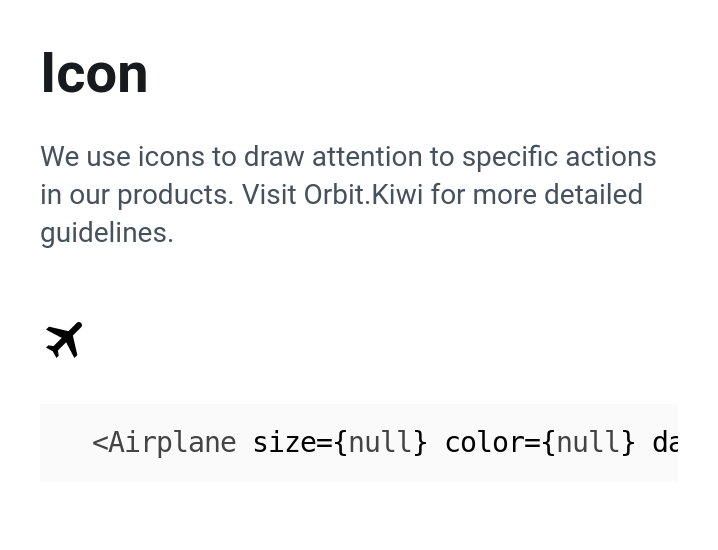 Icon
We use icons to draw attention to specific actions
in our products. Visit Orbit.Kiwi for more detailed
guidelines.
<Airplane size={null} color={null} da